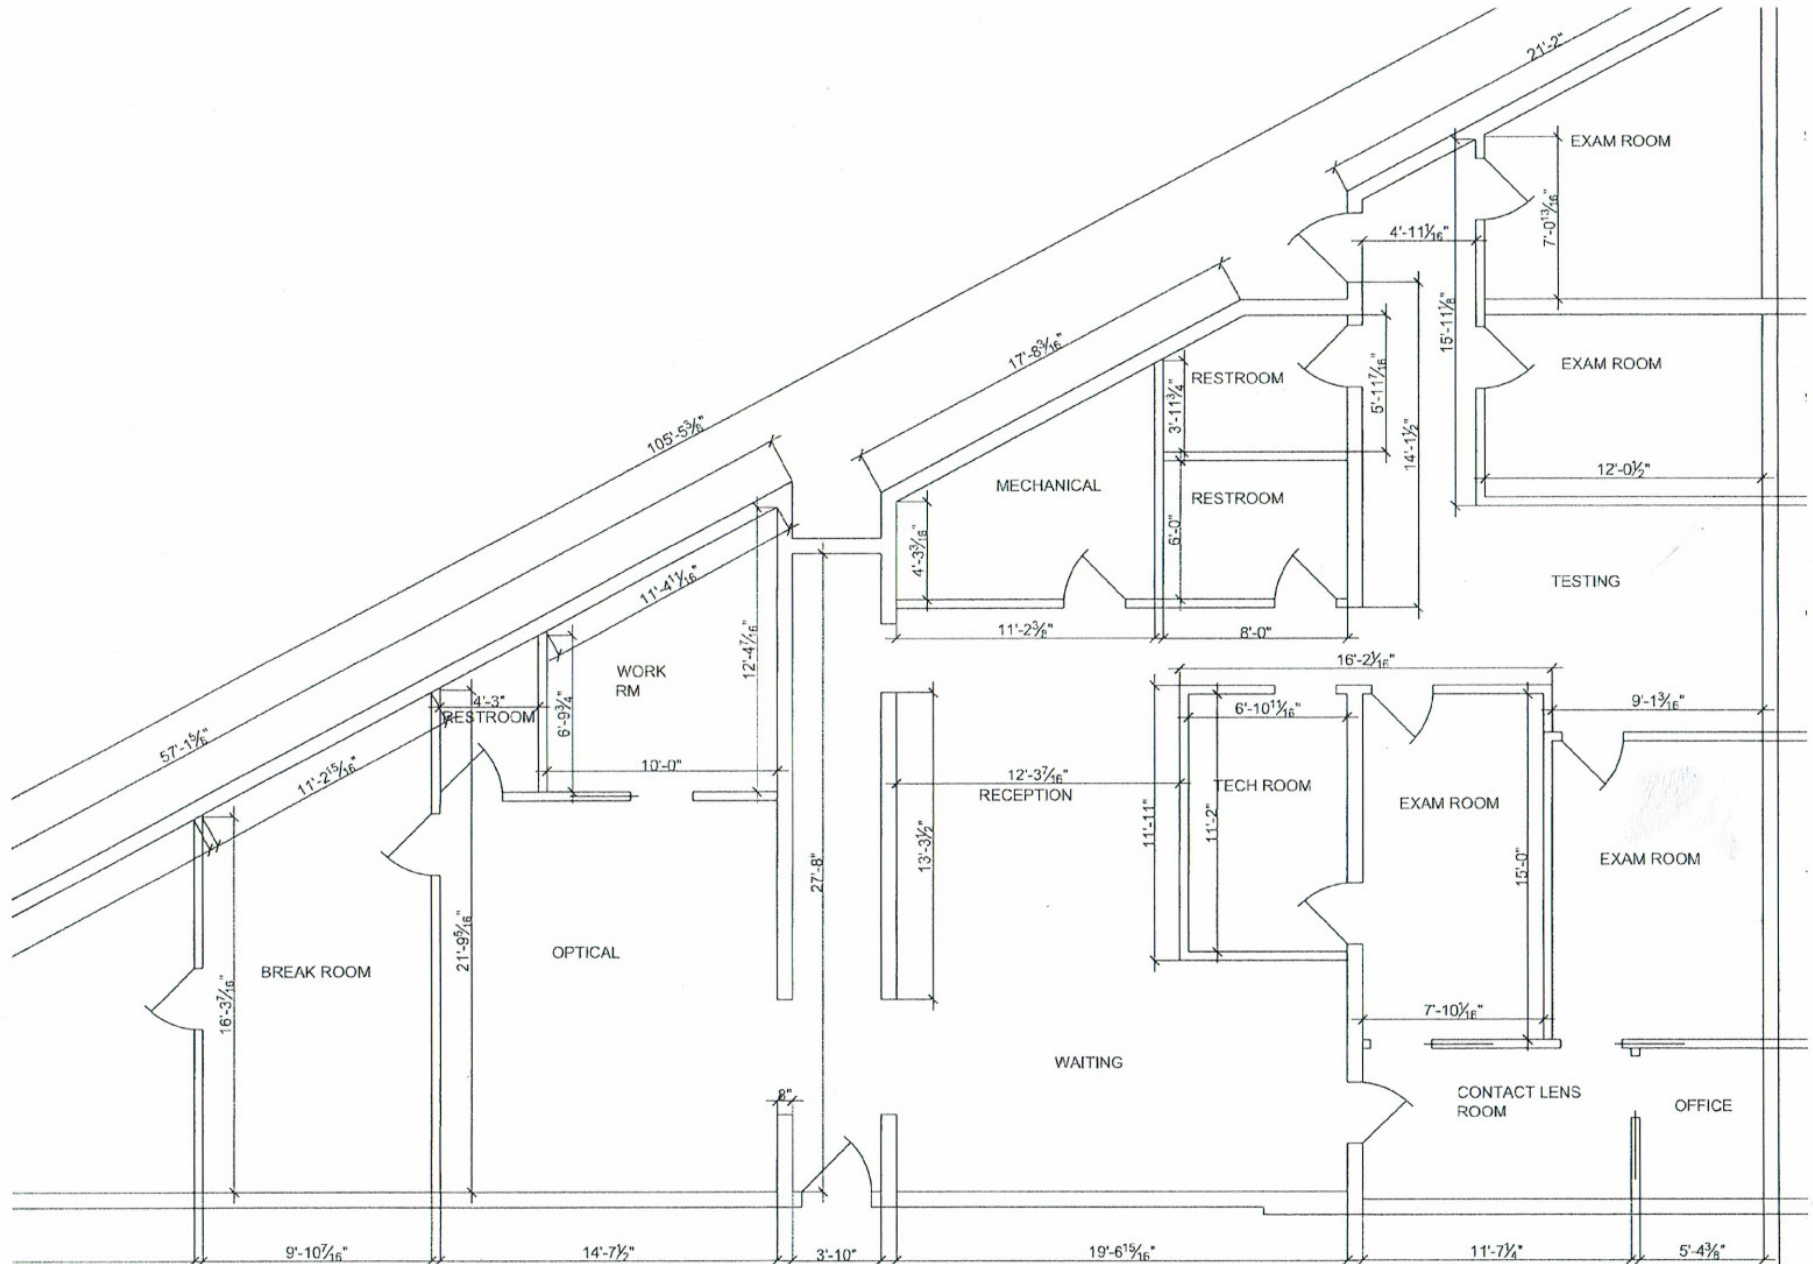 21'-2"
EXAM ROOM
7'-0 13/16"
4'-11 1/16"
15'-11 1/8"
17'-8 3/16"
RESTROOM
3'-11 3/4"
5'-11 7/16"
EXAM ROOM
105'-5 3/16"
14'-1 1/2"
12'-0 1/2"
MECHANICAL
RESTROOM
4'-3 3/16"
6'-0"
TESTING
11'-4 11/16"
11'-2 3/8"
8'-0"
12'-4 7/16"
16'-2 1/16"
WORK
RM
4'-3"
RESTROOM
6'-9 3/4"
6'-10 11/16"
9'-1 3/16"
57'-1 5/16"
11'-2 15/16"
10'-0"
12'-3 7/16"
RECEPTION
TECH ROOM
EXAM ROOM
13'-3 1/2"
11'-11"
11'-2"
15'-0"
EXAM ROOM
27'-8"
21'-9 5/16"
OPTICAL
BREAK ROOM
16'-3 7/16"
7'-10 1/16"
WAITING
8"
CONTACT LENS
ROOM
OFFICE
9'-10 7/16"
14'-7 1/2"
3'-10"
19'-6 15/16"
11'-7 1/4"
5'-4 3/8"